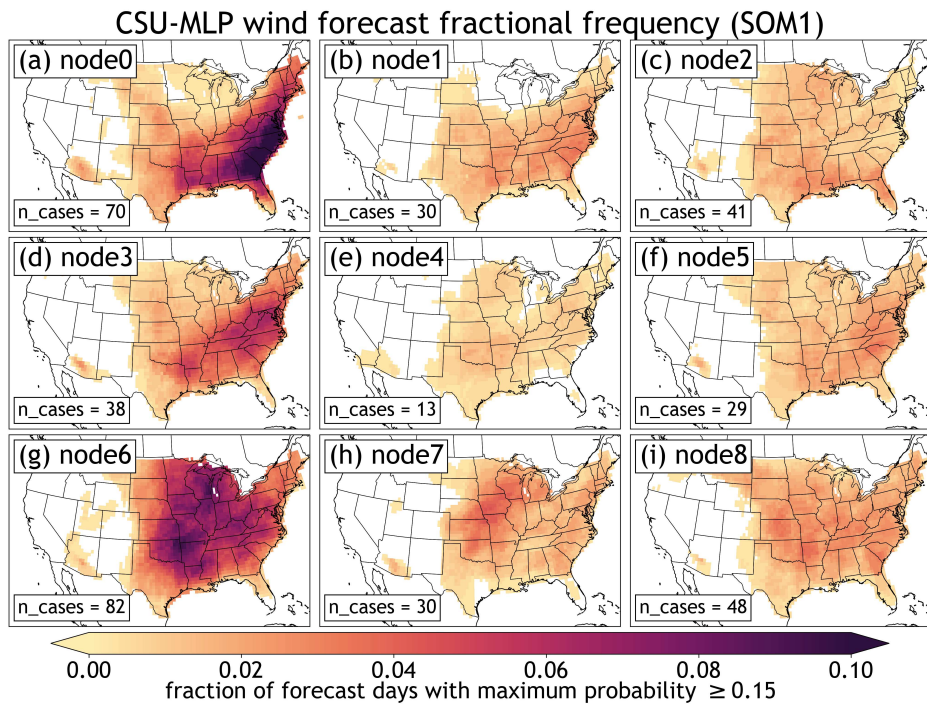 CSU-MLP wind forecast fractional frequency (SOM1)
(a) node0
(b) node1
(c) node2
n_cases = 70
n_cases = 30
n_cases = 41
(d) node3
(e) node4
(f) node5
n_cases = 38
n_cases = 13
n_cases = 29
(g) node6
(h) node7
(i) node8
n_cases = 82
n_cases = 30
n_cases = 48
0.00 0.02 0.04 0.06 0.08 0.10
fraction of forecast days with maximum probability ≥ 0.15